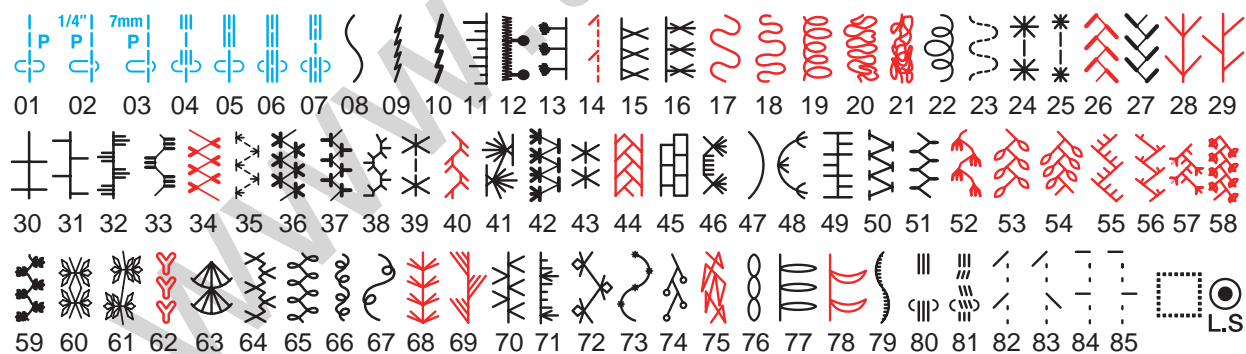 1/4" 7mm
P P P
01 02 03 04 05 06 07 08 09 10 11 12 13 14 15 16 17 18 19 20 21 22 23 24 25 26 27 28 29
30 31 32 33 34 35 36 37 38 39 40 41 42 43 44 45 46 47 48 49 50 51 52 53 54 55 56 57 58
L.S
59 60 61 62 63 64 65 66 67 68 69 70 71 72 73 74 75 76 77 78 79 80 81 82 83 84 85
www.